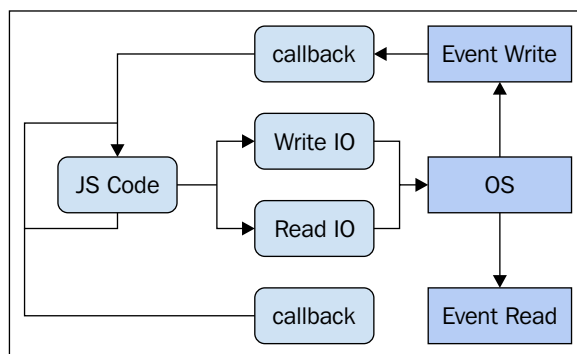 callback
Event Write
Write IO
JS Code
OS
Read IO
callback
Event Read